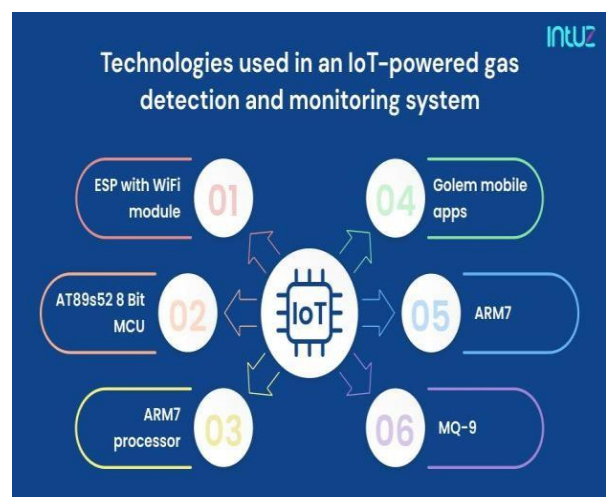 INTUZ
Technologies used in an IoT-powered gas
detection and monitoring system
ESP with WiFi
module
01
AT89s52 8 Bit
MCU
02
ARM7
processor
03
IoT
04
Golem mobile
apps
05
ARM7
06
MQ-9